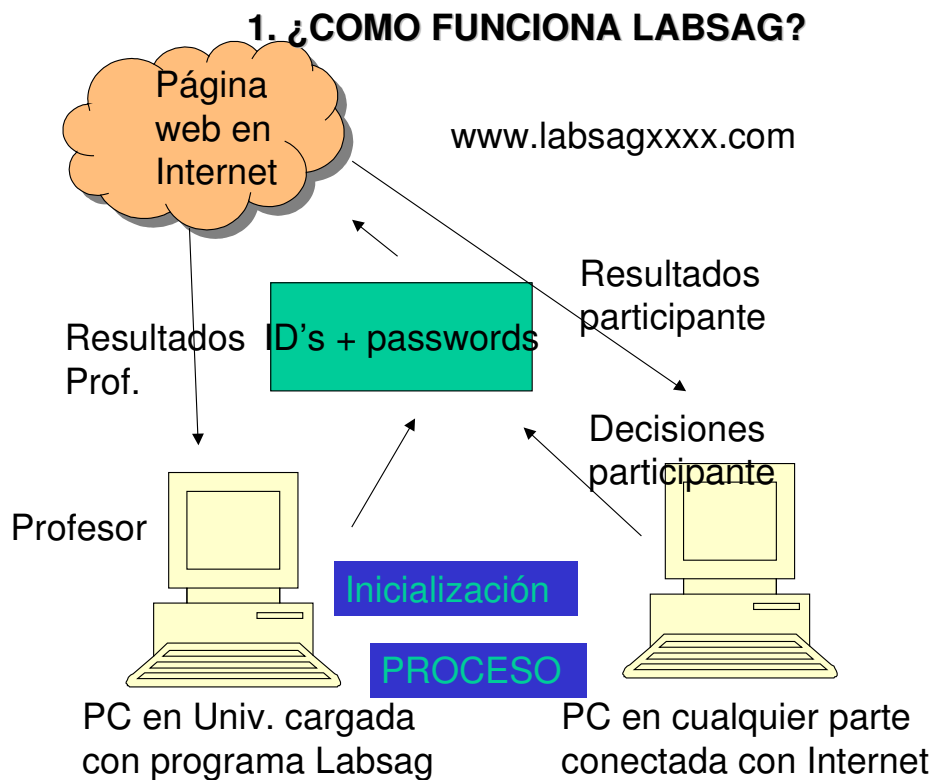 1. ¿COMO FUNCIONA LABSAG?
Página
web en
Internet
www.labsagxxxx.com
Resultados
participante
Resultados
Prof.
ID's + passwords
Decisiones
participante
Profesor
Inicialización
PROCESO
PC en Univ. cargada
con programa Labsag
PC en cualquier parte
conectada con Internet